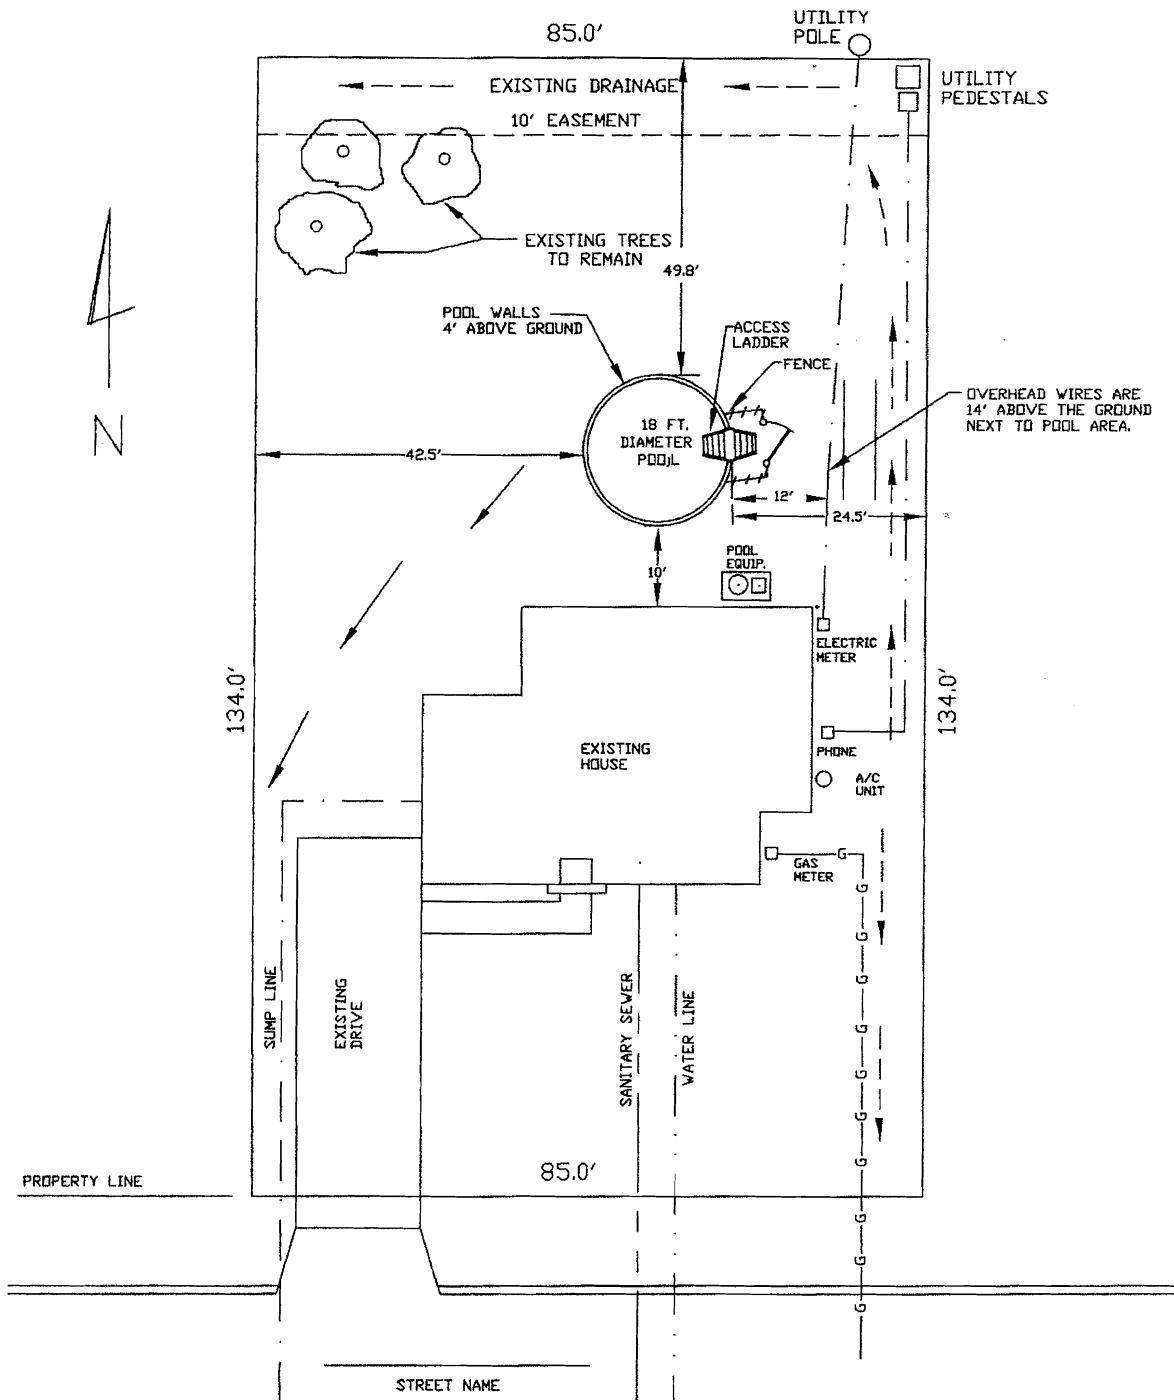 UTILITY
POLE
85.0'
EXISTING DRAINAGE
UTILITY
PEDESTALS
10' EASEMENT
EXISTING TREES
TO REMAIN
49.8'
POOL WALLS
4' ABOVE GROUND
ACCESS
LADDER
FENCE
OVERHEAD WIRES ARE
14' ABOVE THE GROUND
NEXT TO POOL AREA.
N
18 FT.
DIAMETER
POOL
42.5'
12'
24.5'
POOL
EQUIP.
10'
ELECTRIC
METER
134.0'
134.0'
EXISTING
HOUSE
PHONE
A/C
UNIT
G
GAS
METER
G
G
G
SUMP LINE
EXISTING
DRIVE
SANITARY SEWER
WATER LINE
G
G
G
G
85.0'
PROPERTY LINE
G
G
G
STREET NAME